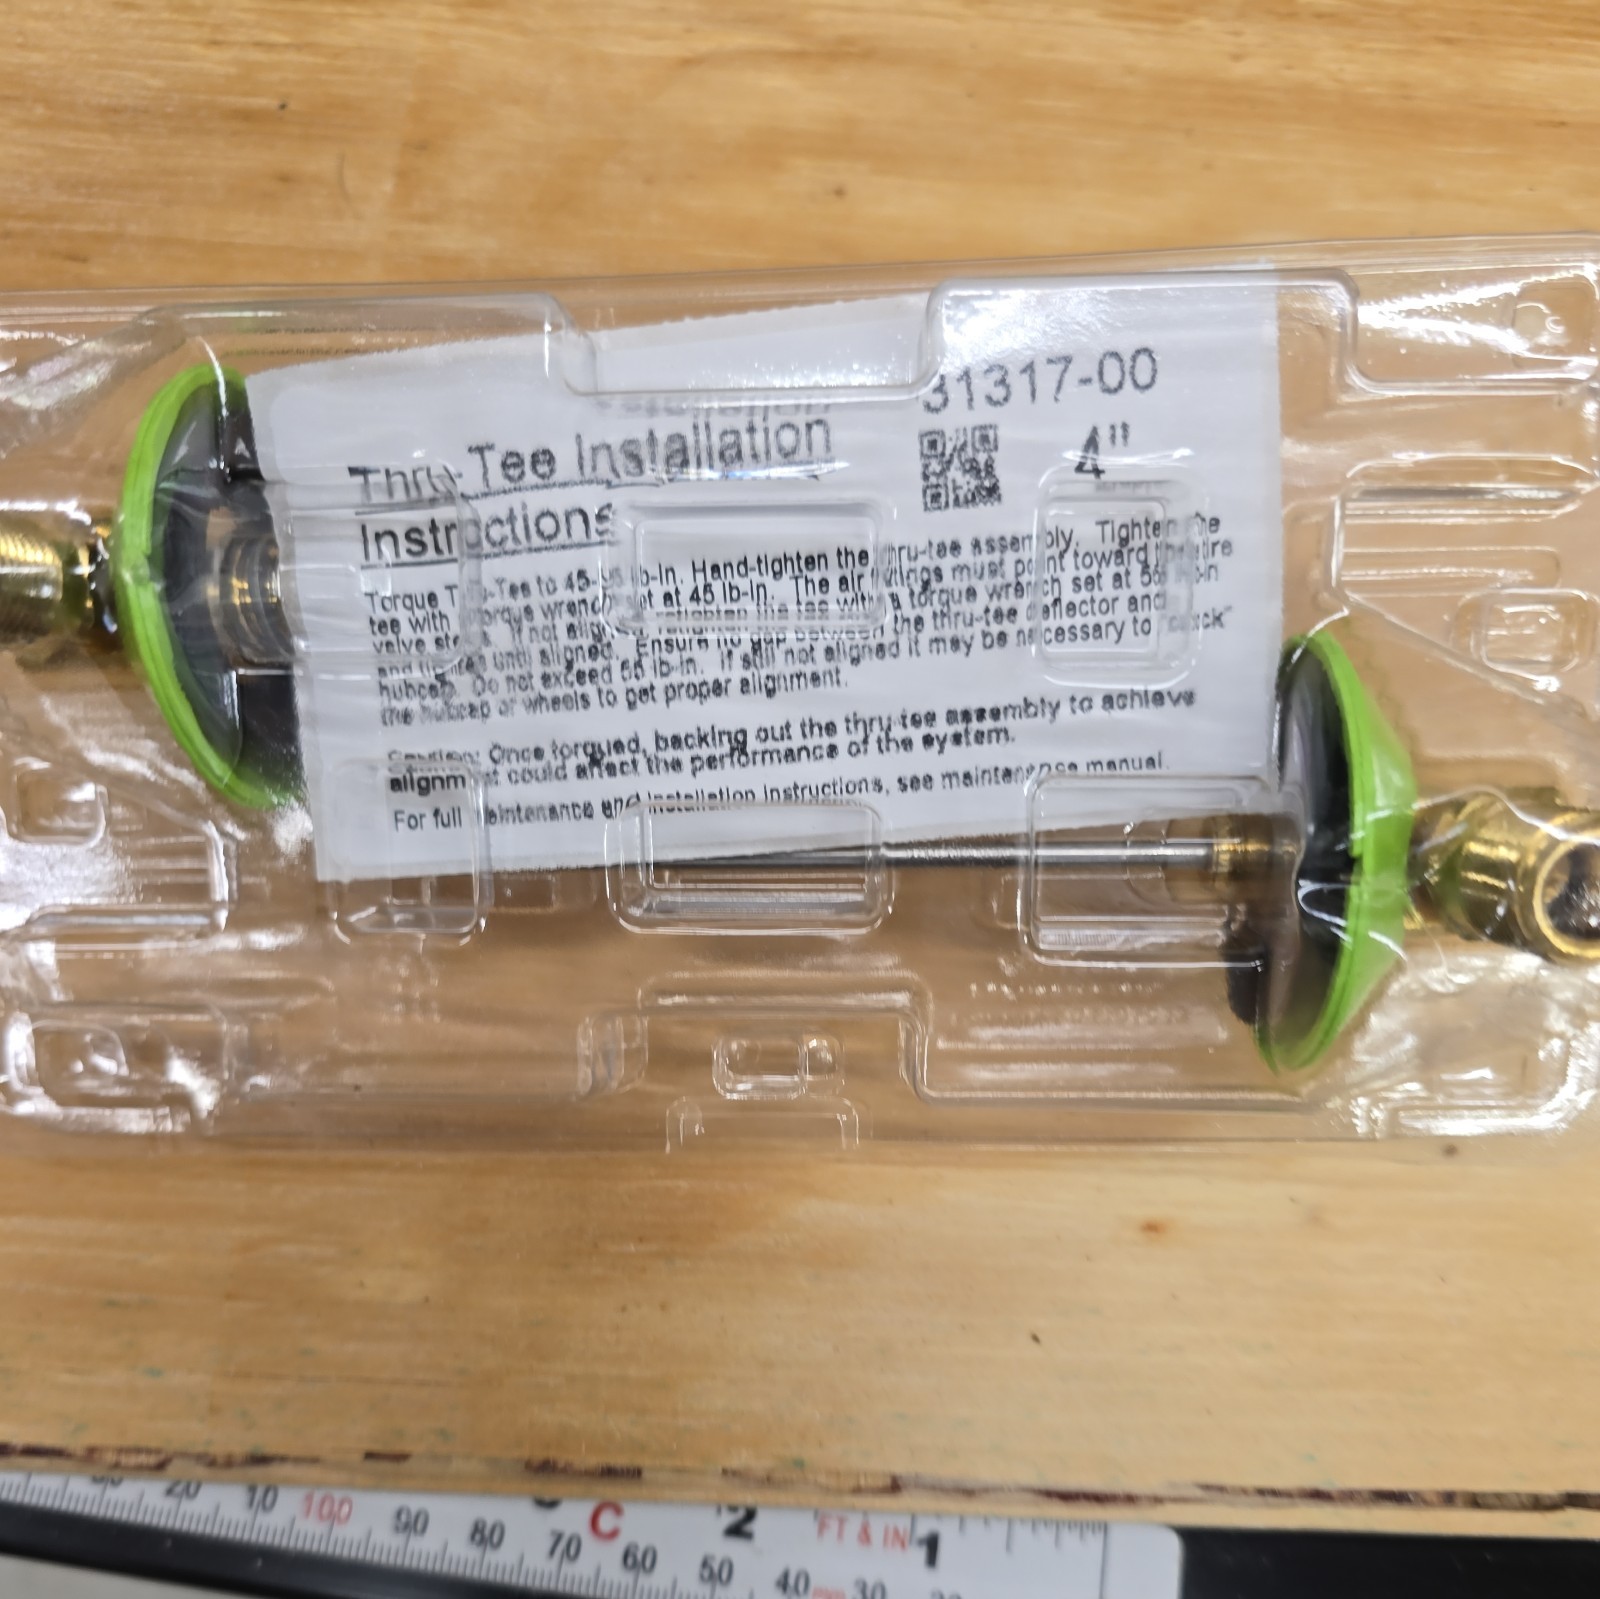 31317-00
4"
Thru-Tee Installation
Instructions
Torque Thru-Tee to 45-55 lb-in. Hand-tighten the thru-tee assembly. Tighten the
tee with torque wrench set at 45 lb-in. The air fittings must point toward the tire
valve stems. If not aligned, retighten the tee with a torque wrench set at 55 lb-in
and tighten until aligned. Ensure no gap between the thru-tee deflector and
hubcap. Do not exceed 55 lb-in. If still not aligned it may be necessary to
the hubcap or wheels to get proper alignment.
Caution: Once torqued, backing out the thru-tee assembly to achieve
alignment could affect the performance of the system.
For full maintenance and installation instructions, see maintenance manual.
20 10 100 90 80 70 60 50 40 30
C 2 FT & IN 1
mm